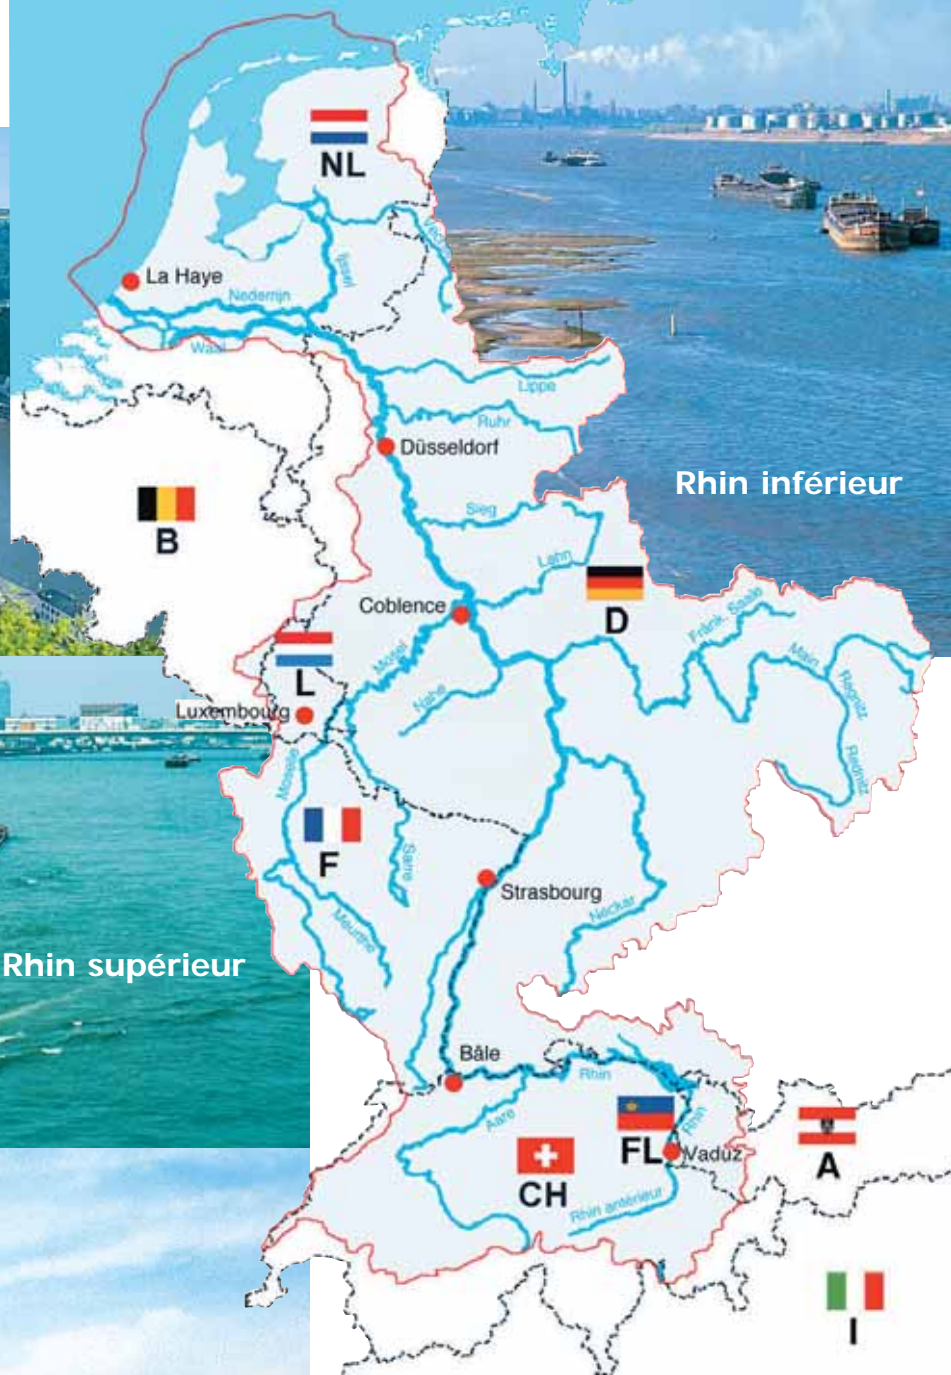 NL
La Haye
Nederrijn
Waal
IJssel
Vecht
Lippe
Ruhr
Düsseldorf
Rhin inférieur
B
Sieg
Lahn
Coblence
D
Fränk. Saale
Main
Regnitz
Rednitz
Mosel
Nahe
L
Luxembourg
Moselle
F
Sarre
Meurthe
Strasbourg
Neckar
Rhin supérieur
Bâle
Rhin
Aare
Rhin
FL
Vaduz
A
CH
Rhin antérieur
I